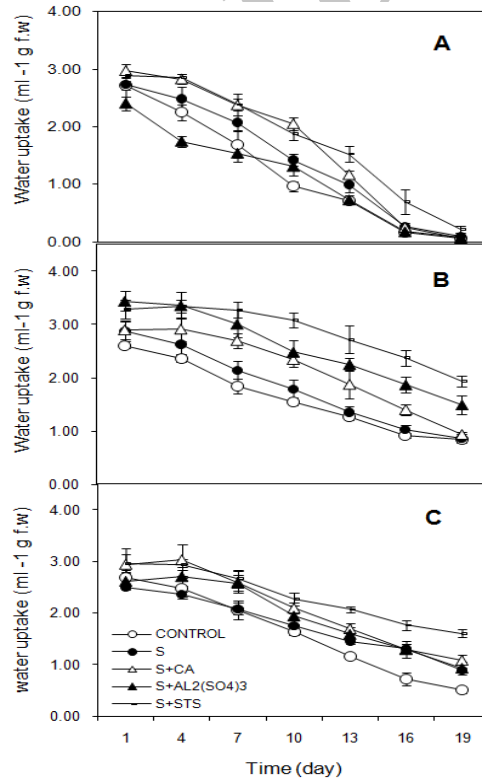 A
Water uptake (ml -1 g f.w)
4.00
3.00
2.00
1.00
0.00
B
Water uptake (ml -1 g f.w)
4.00
3.00
2.00
1.00
0.00
C
water uptake (ml -1 g f.w)
4.00
3.00
2.00
1.00
0.00
CONTROL
S
S+CA
S+AL2(SO4)3
S+STS
1 4 7 10 13 16 19
Time (day)